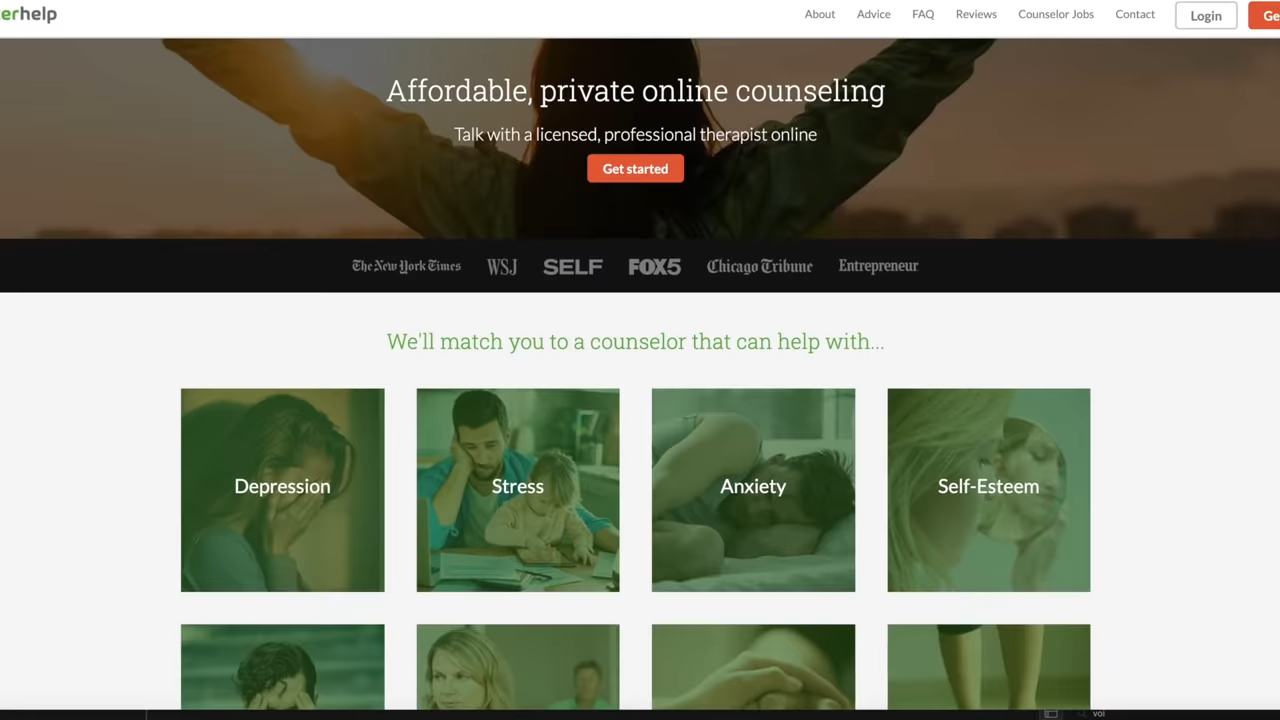 erhelp
About Advice FAQ Reviews Counselor Jobs Contact Login Ge
Affordable, private online counseling
Talk with a licensed, professional therapist online
Get started
The New York Times WSJ SELF FOX5 Chicago Tribune Entrepreneur
We'll match you to a counselor that can help with...
Depression Stress Anxiety Self-Esteem
voi